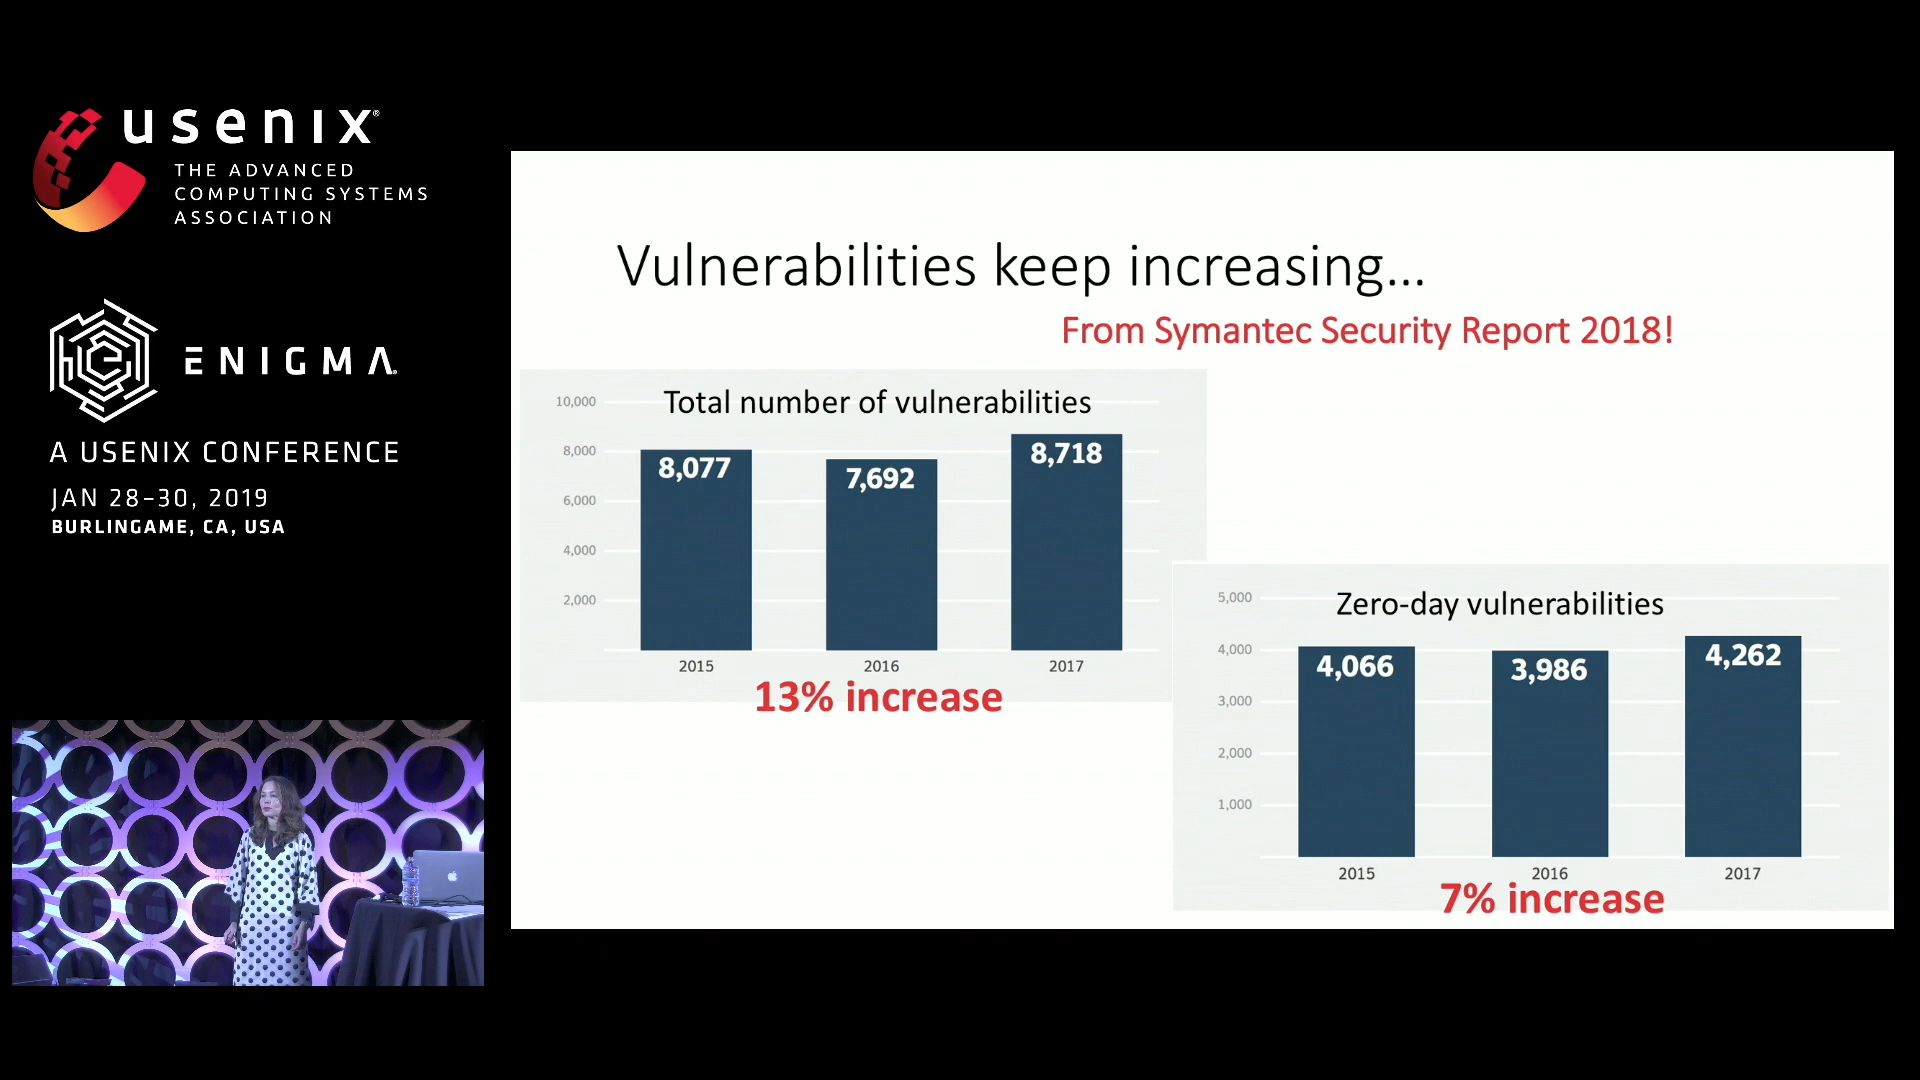 usenix®
THE ADVANCED
COMPUTING SYSTEMS
ASSOCIATION
ENIGMA®
A USENIX CONFERENCE
JAN 28–30, 2019
BURLINGAME, CA, USA
Vulnerabilities keep increasing...
From Symantec Security Report 2018!
Total number of vulnerabilities
10,000
8,000
6,000
4,000
2,000
8,077
7,692
8,718
2015
2016
2017
13% increase
Zero-day vulnerabilities
5,000
4,000
3,000
2,000
1,000
4,066
3,986
4,262
2015
2016
2017
7% increase